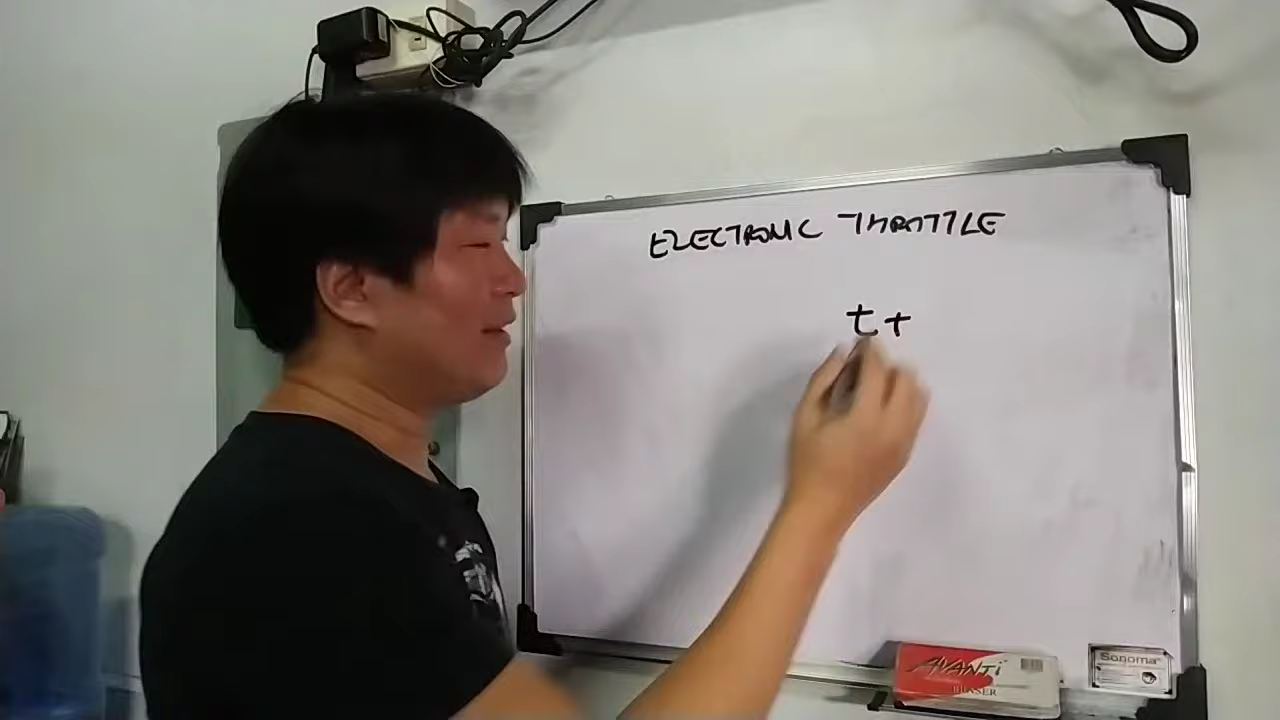 ELECTRONIC THROTTLE
t+
AVANTi
ERASER
Sonoma